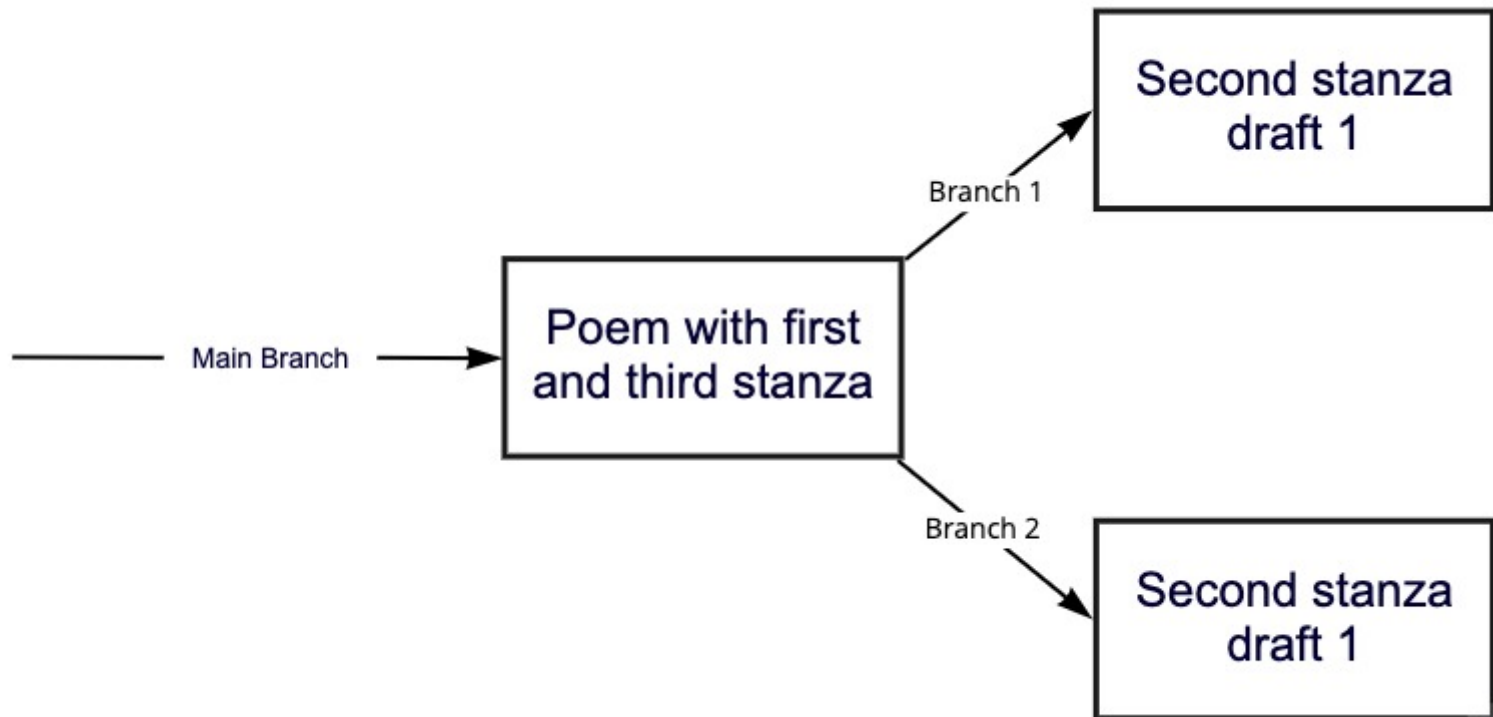 Second stanza
draft 1
Branch 1
Poem with first
and third stanza
Main Branch
Branch 2
Second stanza
draft 1